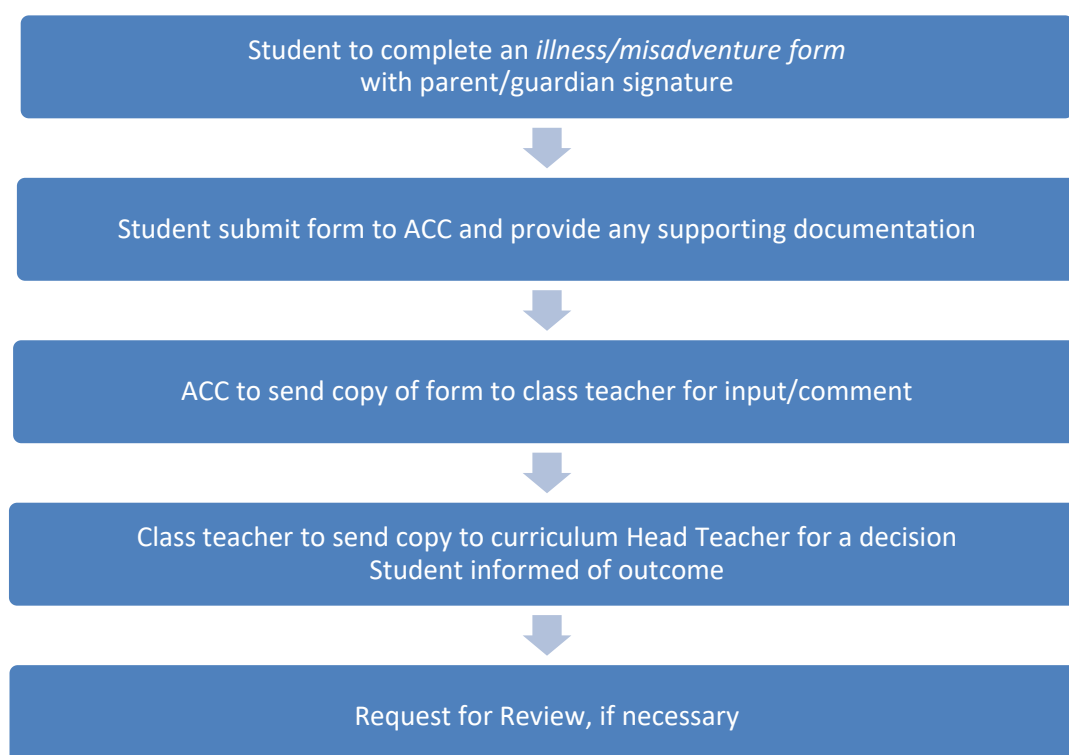 Student to complete an illness/misadventure form
with parent/guardian signature
Student submit form to ACC and provide any supporting documentation
ACC to send copy of form to class teacher for input/comment
Class teacher to send copy to curriculum Head Teacher for a decision
Student informed of outcome
Request for Review, if necessary